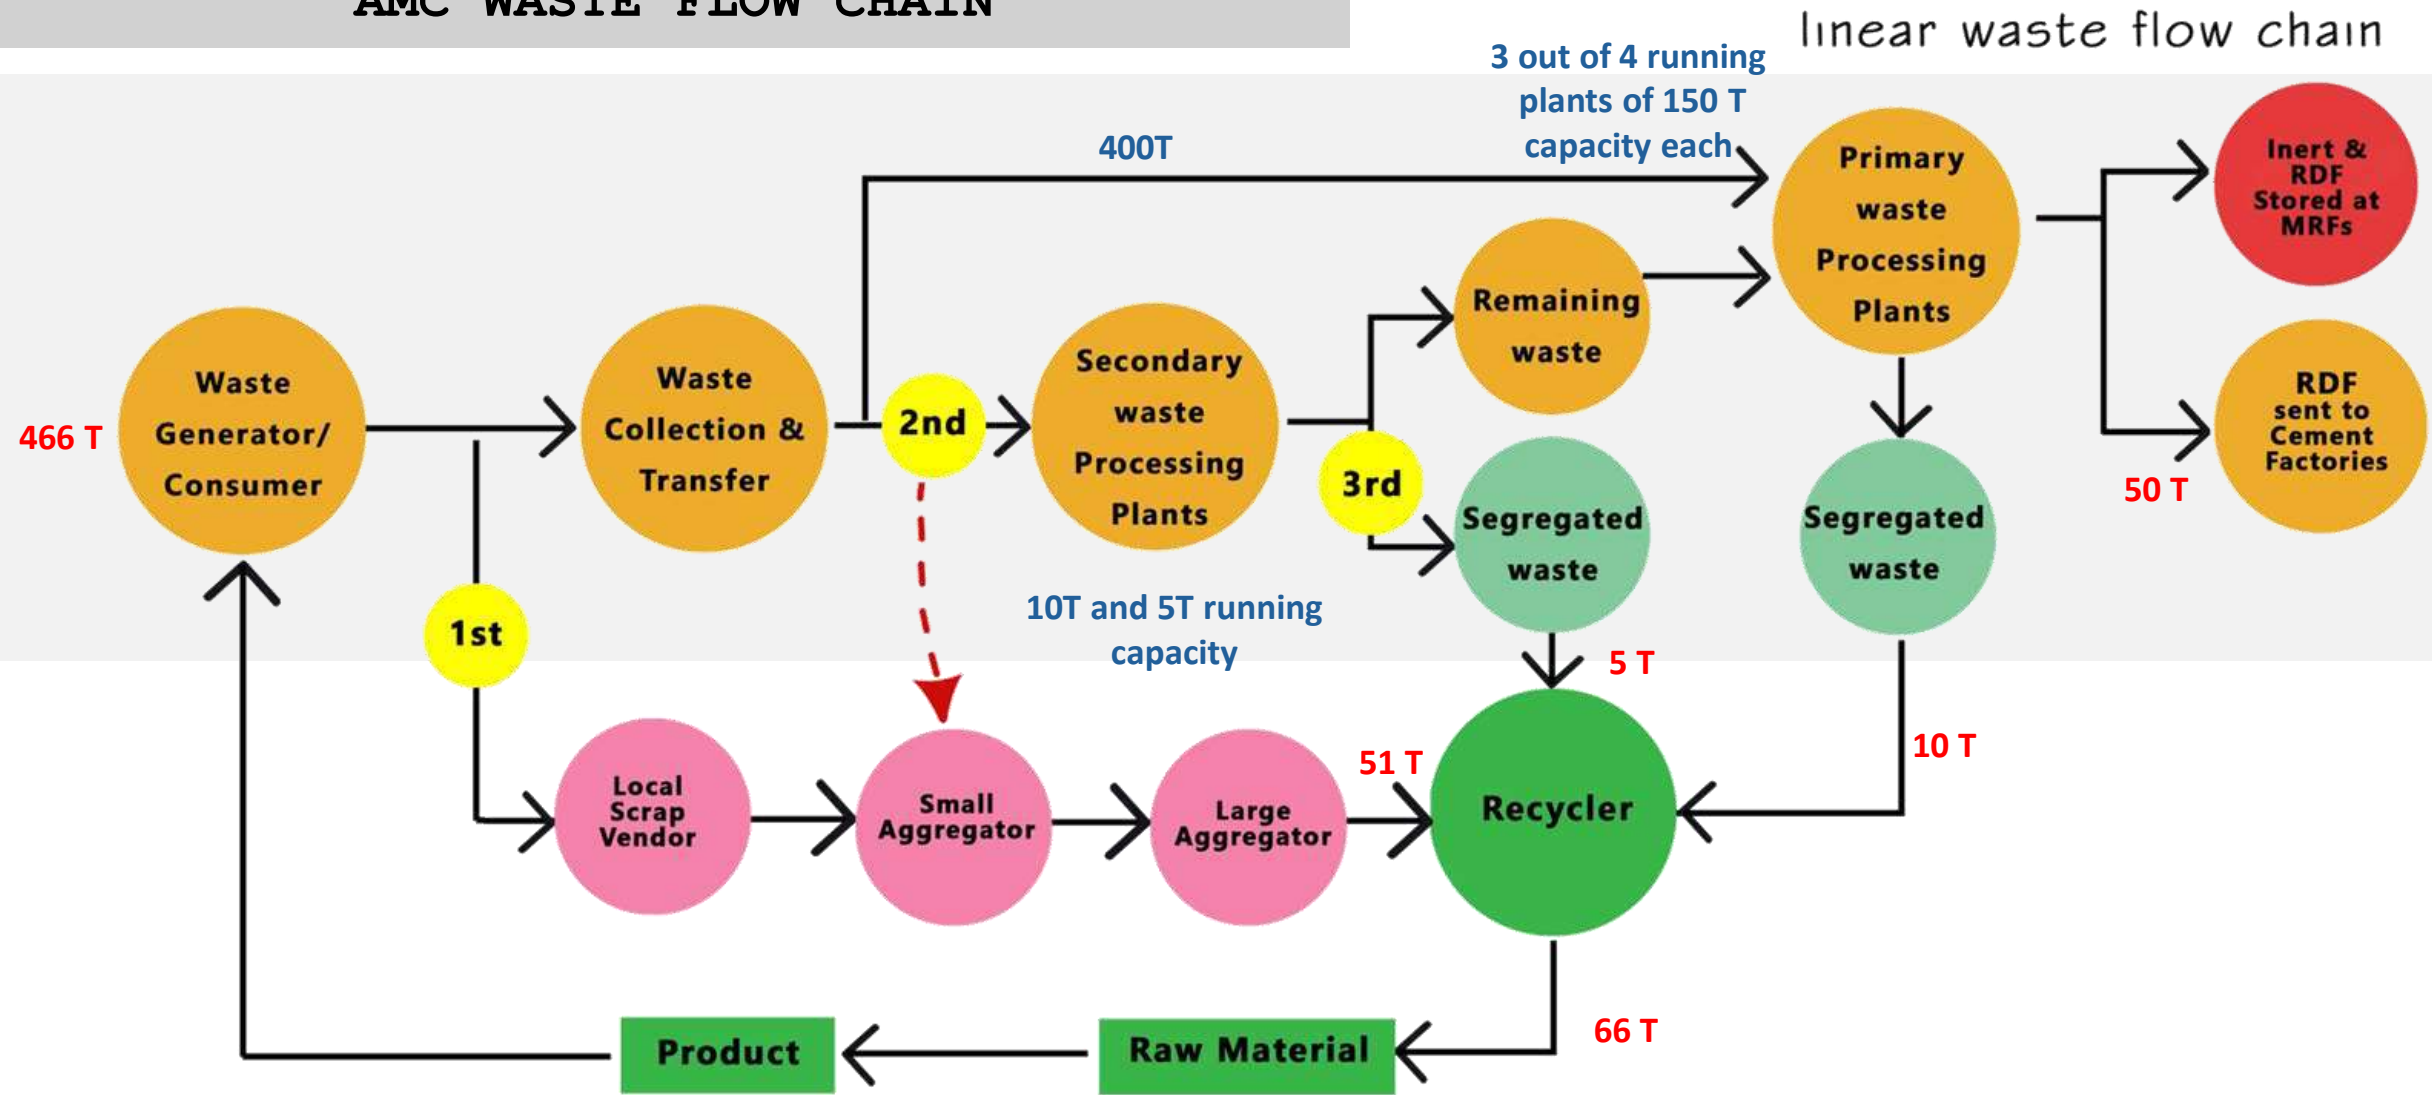 AMC WASTE FLOW CHAIN
linear waste flow chain
3 out of 4 running
plants of 150 T
capacity each
400T
Primary
waste
Processing
Plants
Inert &
RDF
Stored at
MRFs
Remaining
waste
466 T
Waste
Generator/
Consumer
Waste
Collection &
Transfer
2nd
Secondary
waste
Processing
Plants
3rd
Segregated
waste
Segregated
waste
RDF
sent to
Cement
Factories
50 T
1st
10T and 5T running
capacity
5 T
10 T
Local
Scrap
Vendor
Small
Aggregator
Large
Aggregator
51 T
Recycler
66 T
Product
Raw Material